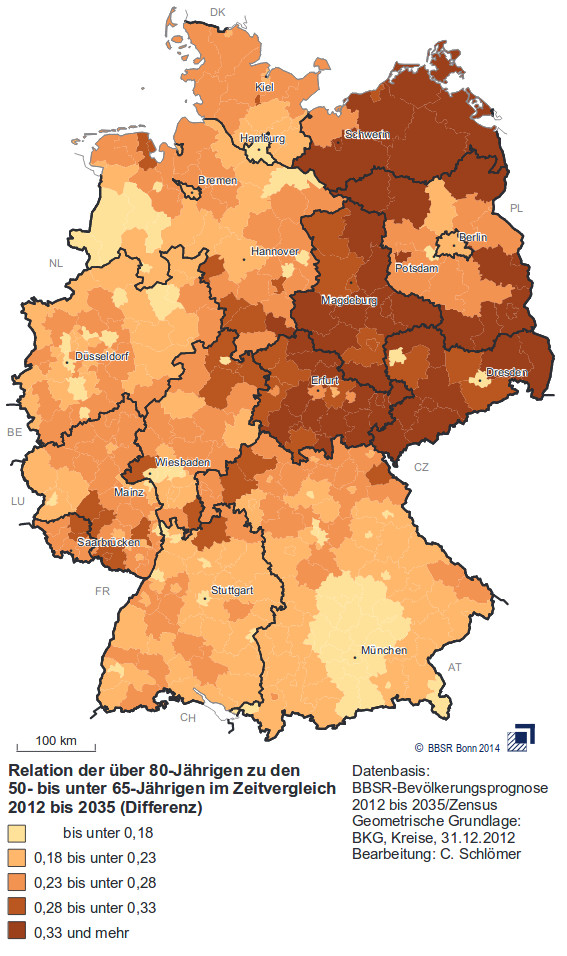 DK
Kiel
Hamburg
Schwerin
Bremen
PL
Berlin
NL
Hannover
Potsdam
Magdeburg
Düsseldorf
Erfurt
Dresden
BE
Wiesbaden
CZ
LU
Mainz
Saarbrücken
FR
Stuttgart
München
AT
CH
100 km
© BBSR Bonn 2014
Relation der über 80-Jährigen zu den
50- bis unter 65-Jährigen im Zeitvergleich
2012 bis 2035 (Differenz)
bis unter 0,18
0,18 bis unter 0,23
0,23 bis unter 0,28
0,28 bis unter 0,33
0,33 und mehr
Datenbasis:
BBSR-Bevölkerungsprognose
2012 bis 2035/Zensus
Geometrische Grundlage:
BKG, Kreise, 31.12.2012
Bearbeitung: C. Schlömer